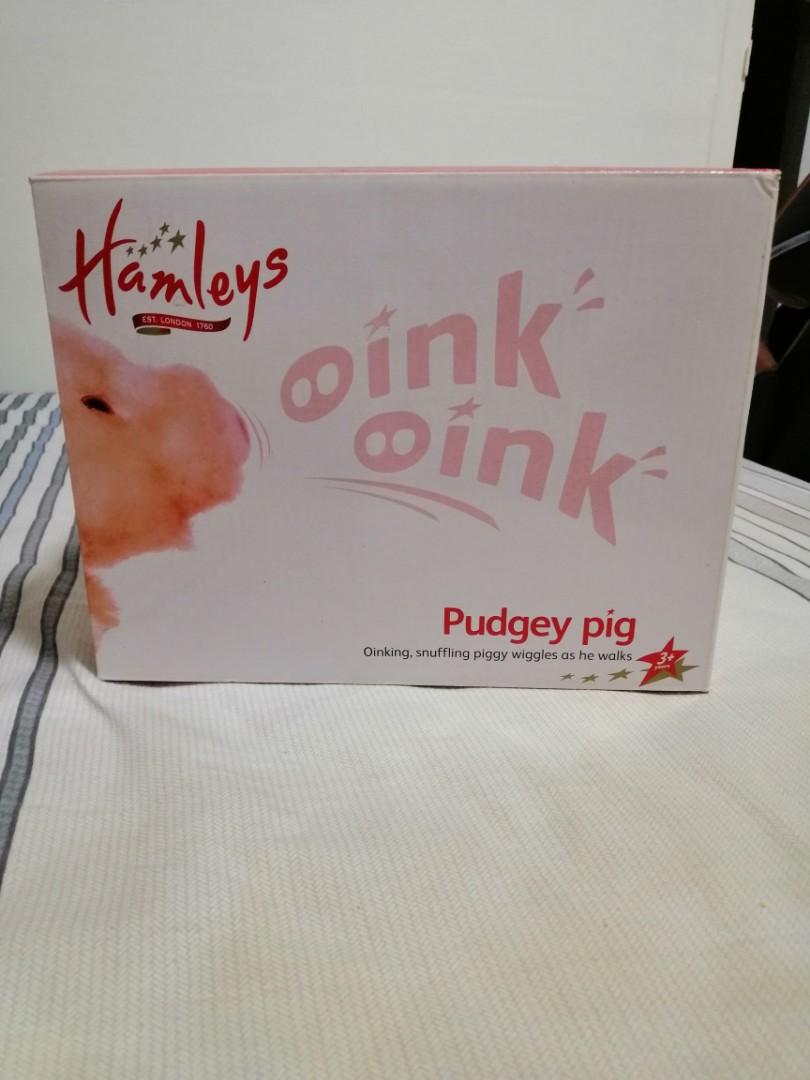 Hamleys
EST. LONDON 1760
oink
oink
Pudgey pig
Oinking, snuffling piggy wiggles as he walks
3+